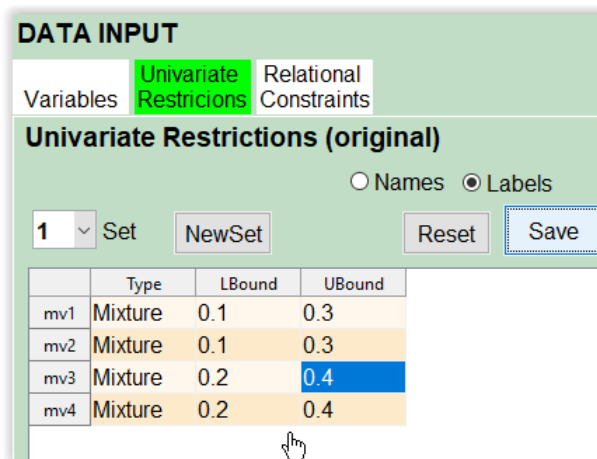 DATA INPUT
Univariate Relational
Variables Restricions Constraints
Univariate Restrictions (original)
Names Labels
1 Set NewSet Reset Save
Type LBound UBound
mv1 Mixture 0.1 0.3
mv2 Mixture 0.1 0.3
mv3 Mixture 0.2 0.4
mv4 Mixture 0.2 0.4